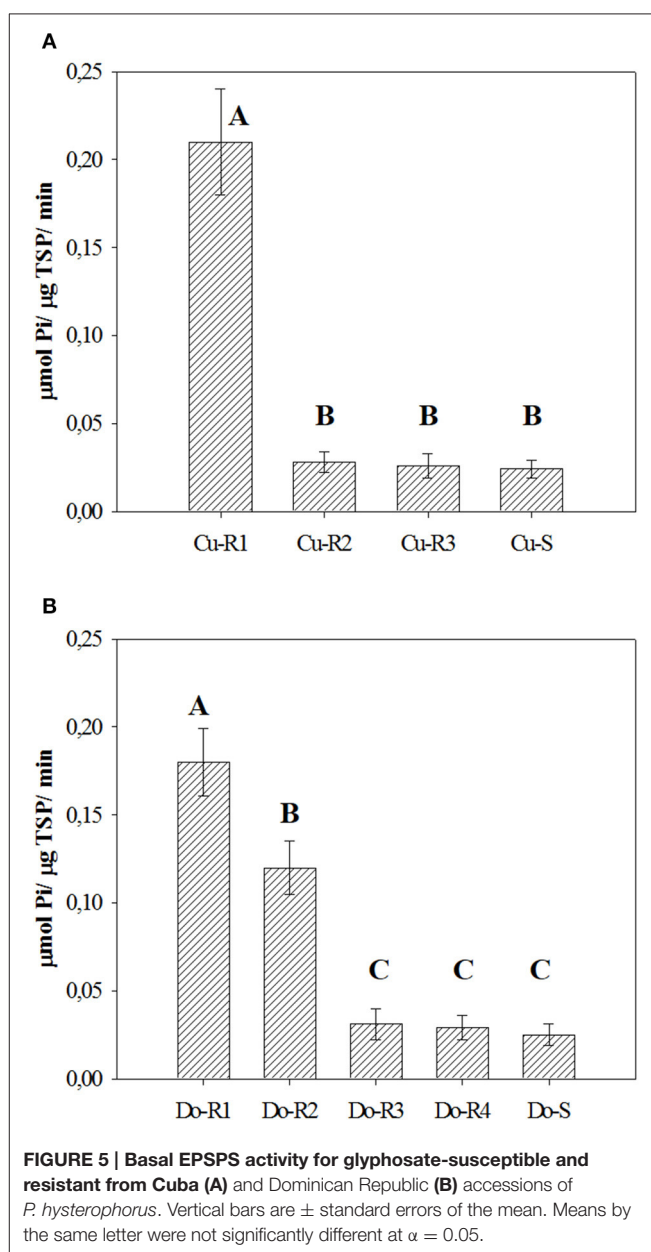 A
0,25
A
0,20
0,15
0,10
B B B
0,05
0,00
µmol Pi/ µg TSP/ min
Cu-R1 Cu-R2 Cu-R3 Cu-S
B
0,25
0,20
A
0,15
B
0,10
C C C
0,05
0,00
µmol Pi/ µg TSP/ min
Do-R1 Do-R2 Do-R3 Do-R4 Do-S
FIGURE 5 | Basal EPSPS activity for glyphosate-susceptible and
resistant from Cuba (A) and Dominican Republic (B) accessions of
P. hysterophorus. Vertical bars are ± standard errors of the mean. Means by
the same letter were not significantly different at α = 0.05.